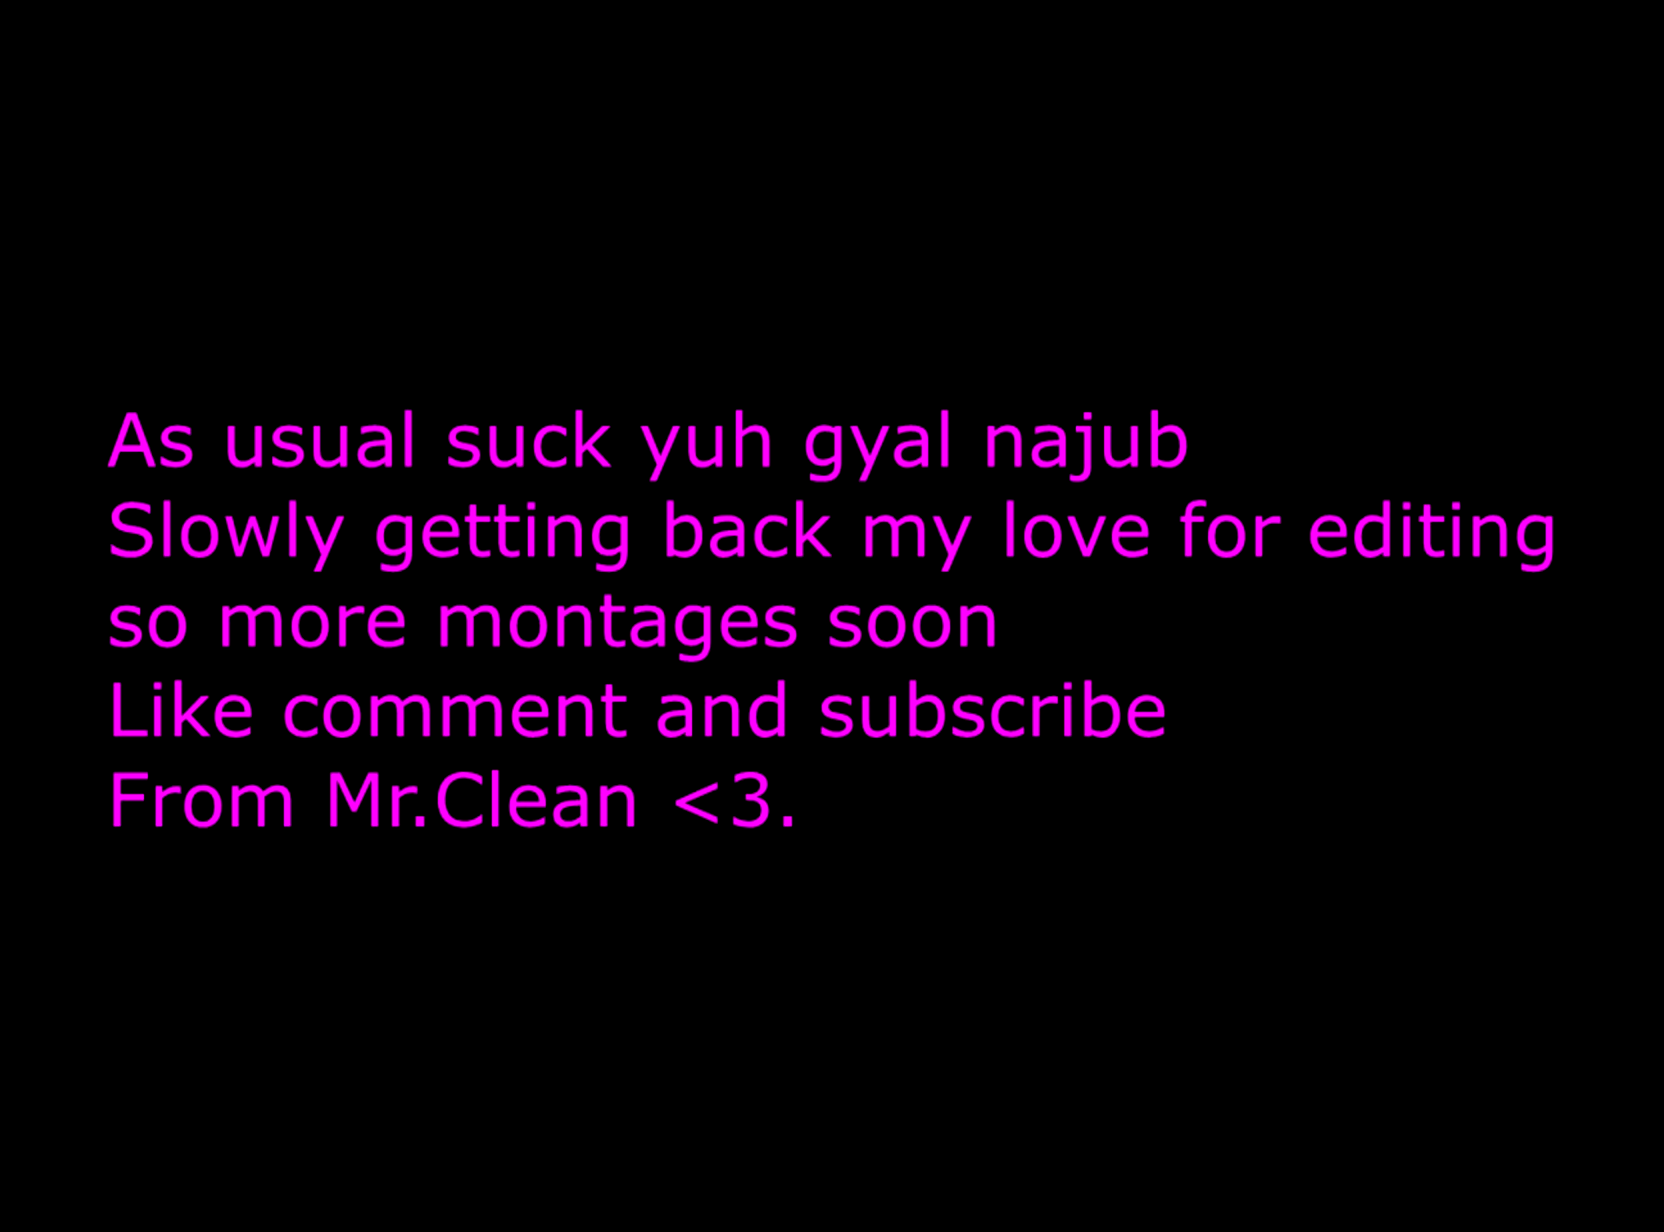 As usual suck yuh gyal najub
Slowly getting back my love for editing
so more montages soon
Like comment and subscribe
From Mr.Clean <3.